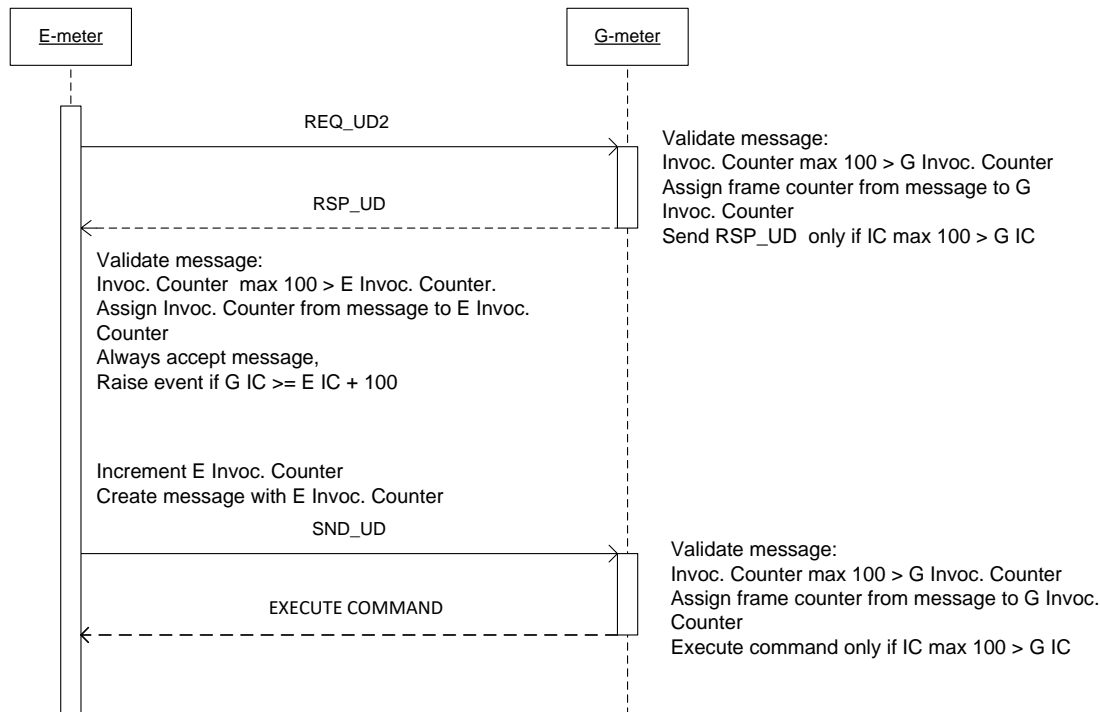 E-meter
G-meter
REQ_UD2
Validate message:
Invoc. Counter max 100 > G Invoc. Counter
Assign frame counter from message to G
Invoc. Counter
Send RSP_UD  only if IC max 100 > G IC
RSP_UD
Validate message:
Invoc. Counter  max 100 > E Invoc. Counter.
Assign Invoc. Counter from message to E Invoc.
Counter
Always accept message,
Raise event if G IC >= E IC + 100
Increment E Invoc. Counter
Create message with E Invoc. Counter
SND_UD
Validate message:
Invoc. Counter max 100 > G Invoc. Counter
Assign frame counter from message to G Invoc.
Counter
Execute command only if IC max 100 > G IC
EXECUTE COMMAND